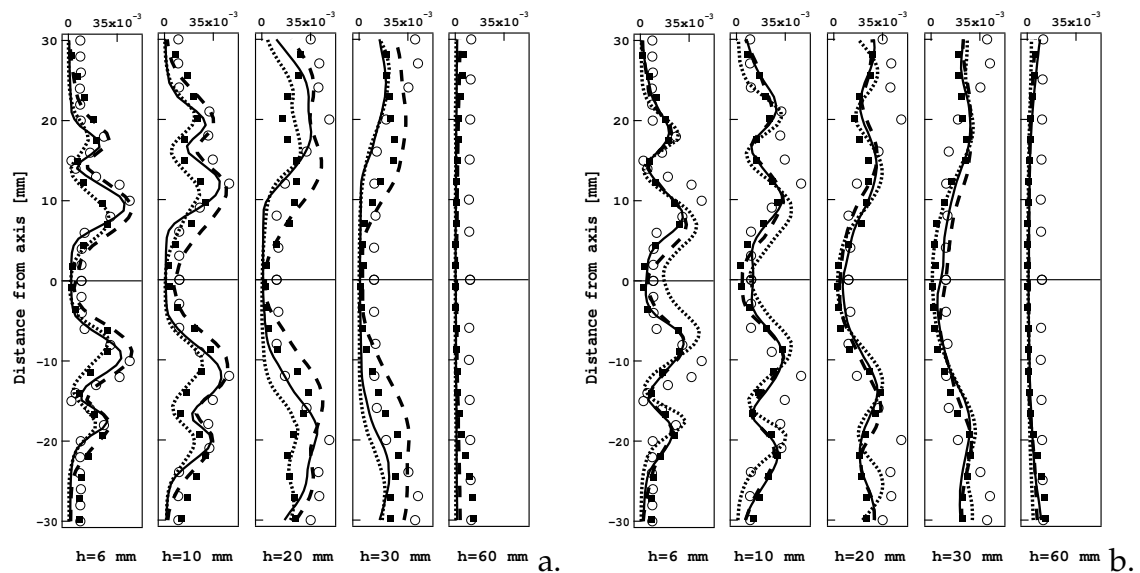 0 35x10⁻³ 0 35x10⁻³ 0 35x10⁻³ 0 35x10⁻³ 0 35x10⁻³ 0 35x10⁻³ 0 35x10⁻³ 0 35x10⁻³ 0 35x10⁻³ 0 35x10⁻³
30 30
20 20
10 10
0 0
-10 -10
-20 -20
-30 -30
Distance from axis [mm] Distance from axis [mm]
h=6 mm h=10 mm h=20 mm h=30 mm h=60 mm a. h=6 mm h=10 mm h=20 mm h=30 mm h=60 mm b.